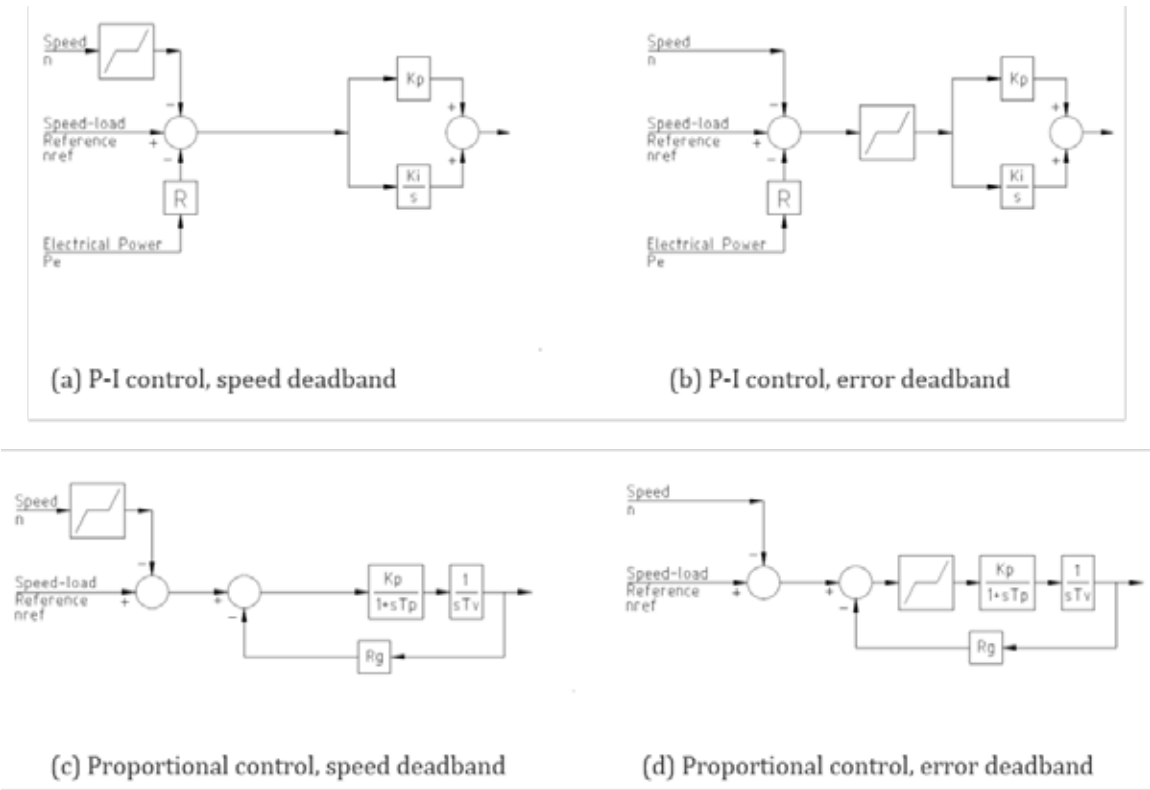 Speed
n
Speed-load
Reference
nref
-
+
-
R
Electrical Power
Pe
Kp
Ki
s
+
+
(a) P-I control, speed deadband
Speed
n
Speed-load
Reference
nref
-
+
-
R
Electrical Power
Pe
Kp
Ki
s
+
+
(b) P-I control, error deadband
Speed
n
Speed-load
Reference
nref
-
+
+
-
Kp
1+sTp
1
sTv
Rg
(c) Proportional control, speed deadband
Speed
n
Speed-load
Reference
nref
-
+
+
-
Kp
1+sTp
1
sTv
Rg
(d) Proportional control, error deadband